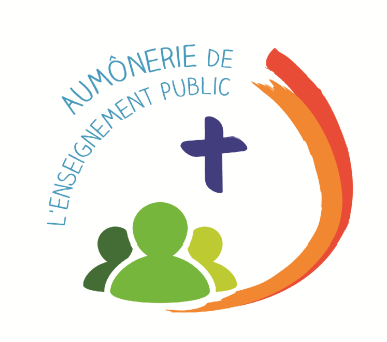 AUMÔNERIE DE
L'ENSEIGNEMENT PUBLIC